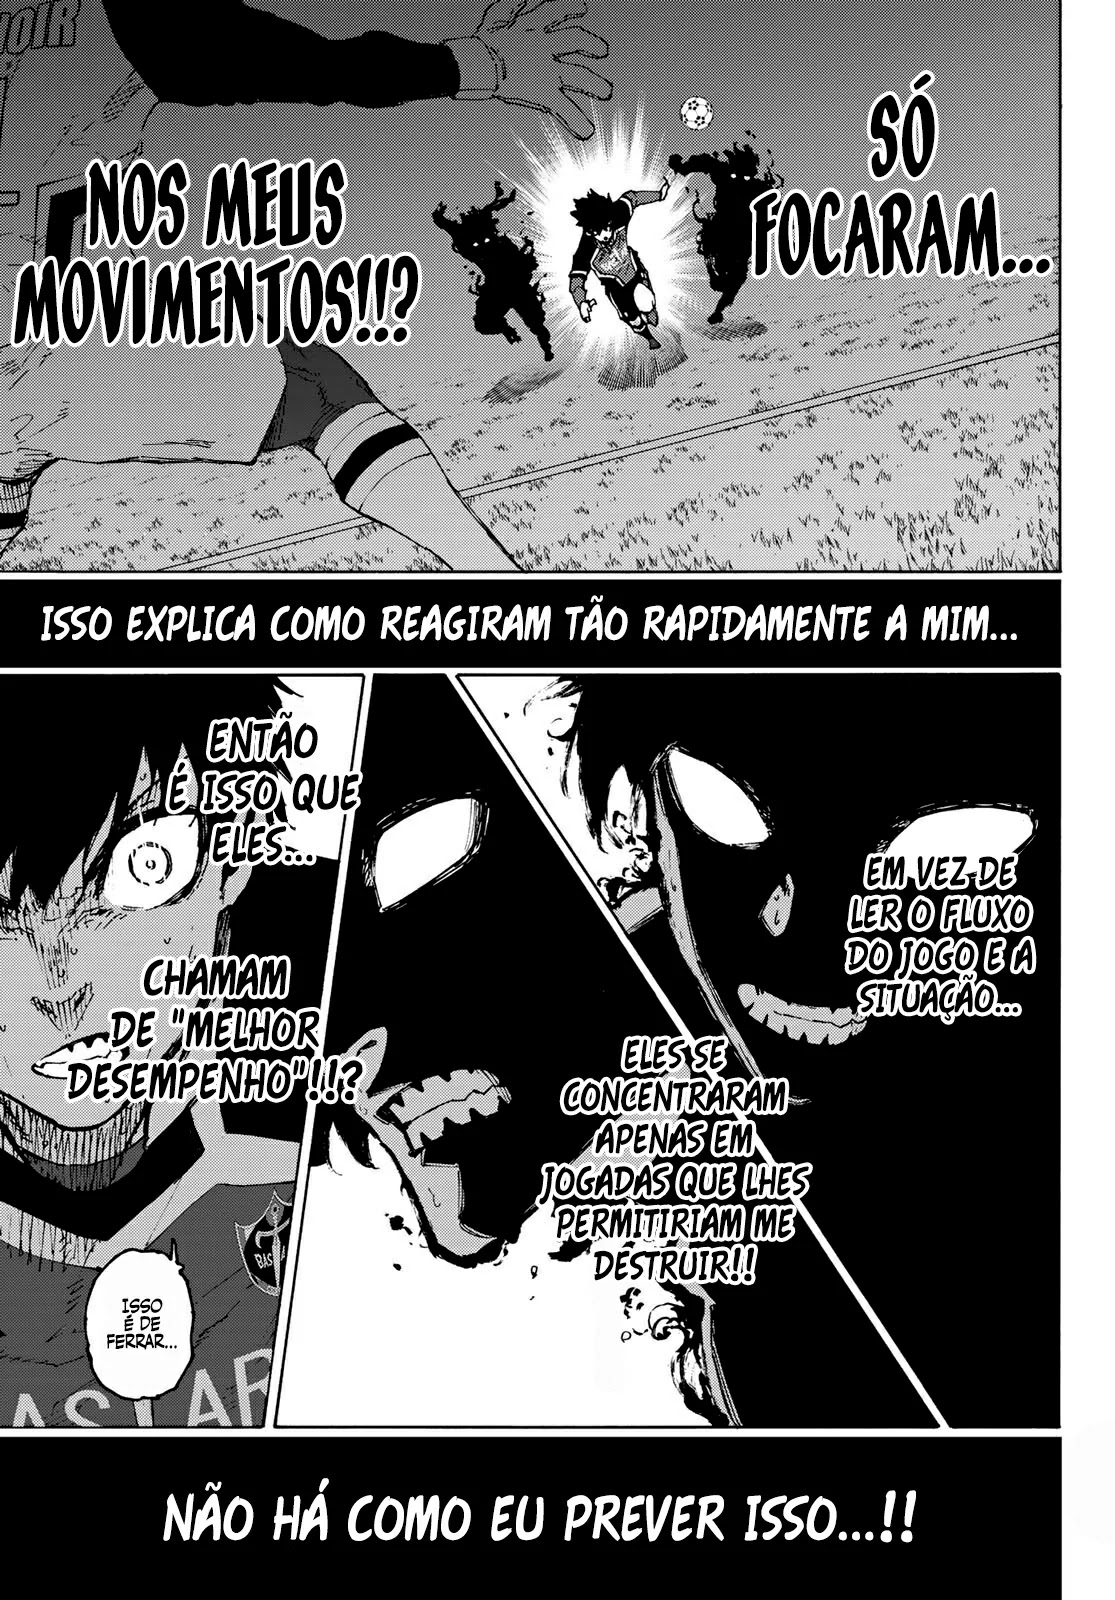 SÓ
FOCARAM...
NOS MEUS
MOVIMENTOS!!?
ISSO EXPLICA COMO REAGIRAM TÃO RAPIDAMENTE A MIM...
EM VEZ DE
LER O FLUXO
DO JOGO E A
SITUAÇÃO...
ELES SE
CONCENTRARAM
APENAS EM
JOGADAS QUE LHES
PERMITIRIAM ME
DESTRUIR!!
ENTÃO
É ISSO QUE
ELES...
CHAMAM
DE "MELHOR
DESEMPENHO"!!?
ISSO
É DE
FERRAR...
NÃO HÁ COMO EU PREVER ISSO...!!